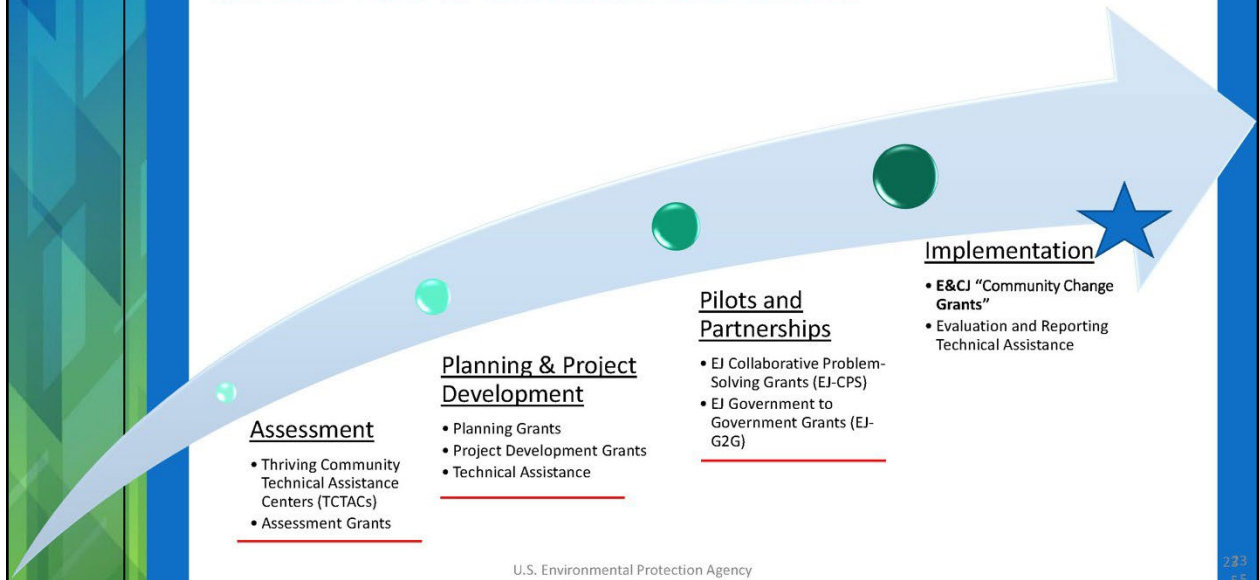 Assessment
• Thriving Community
Technical Assistance
Centers (TCTACs)
• Assessment Grants
Planning & Project
Development
• Planning Grants
• Project Development Grants
• Technical Assistance
Pilots and
Partnerships
• EJ Collaborative Problem-
Solving Grants (EJ-CPS)
• EJ Government to
Government Grants (EJ-
G2G)
Implementation
• E&CJ “Community Change
Grants”
• Evaluation and Reporting
Technical Assistance
U.S. Environmental Protection Agency